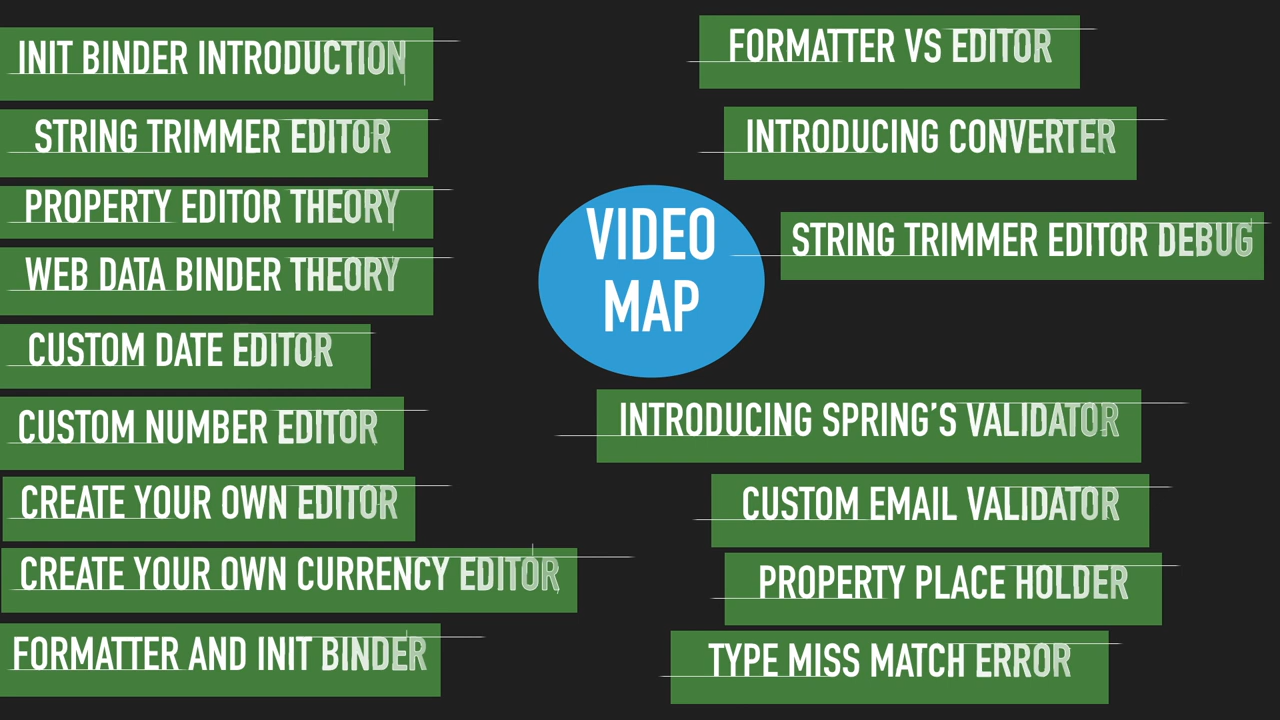 INIT BINDER INTRODUCTION
STRING TRIMMER EDITOR
PROPERTY EDITOR THEORY
WEB DATA BINDER THEORY
CUSTOM DATE EDITOR
CUSTOM NUMBER EDITOR
CREATE YOUR OWN EDITOR
CREATE YOUR OWN CURRENCY EDITOR
FORMATTER AND INIT BINDER
VIDEO
MAP
FORMATTER VS EDITOR
INTRODUCING CONVERTER
STRING TRIMMER EDITOR DEBUG
INTRODUCING SPRING’S VALIDATOR
CUSTOM EMAIL VALIDATOR
PROPERTY PLACE HOLDER
TYPE MISS MATCH ERROR